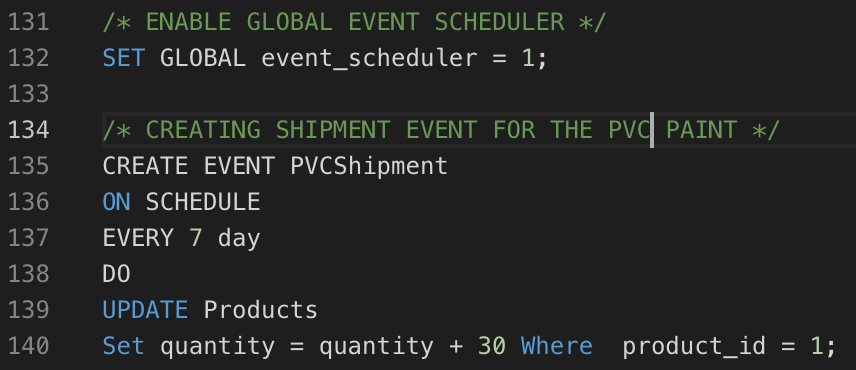 131 /* ENABLE GLOBAL EVENT SCHEDULER */
132 SET GLOBAL event_scheduler = 1;
133
134 /* CREATING SHIPMENT EVENT FOR THE PVC PAINT */
135 CREATE EVENT PVCShipment
136 ON SCHEDULE
137 EVERY 7 day
138 DO
139 UPDATE Products
140 Set quantity = quantity + 30 Where  product_id = 1;